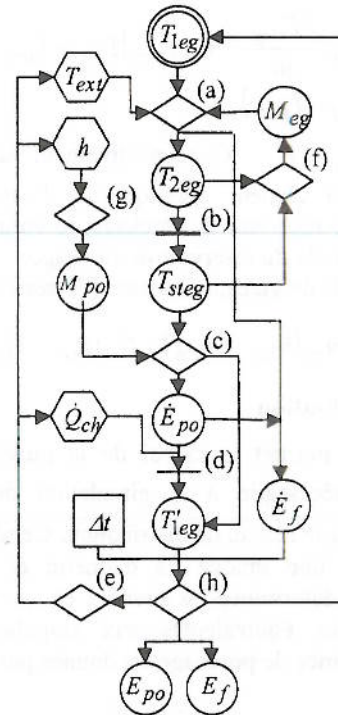 T1eg
(a)
Text
Meg
h
(f)
T2eg
(g)
(b)
Mpo
Tsteg
(c)
Q̇ch
Ėpo
(d)
Δt
T′1eg
Ėf
(e)
(h)
Epo
Ef